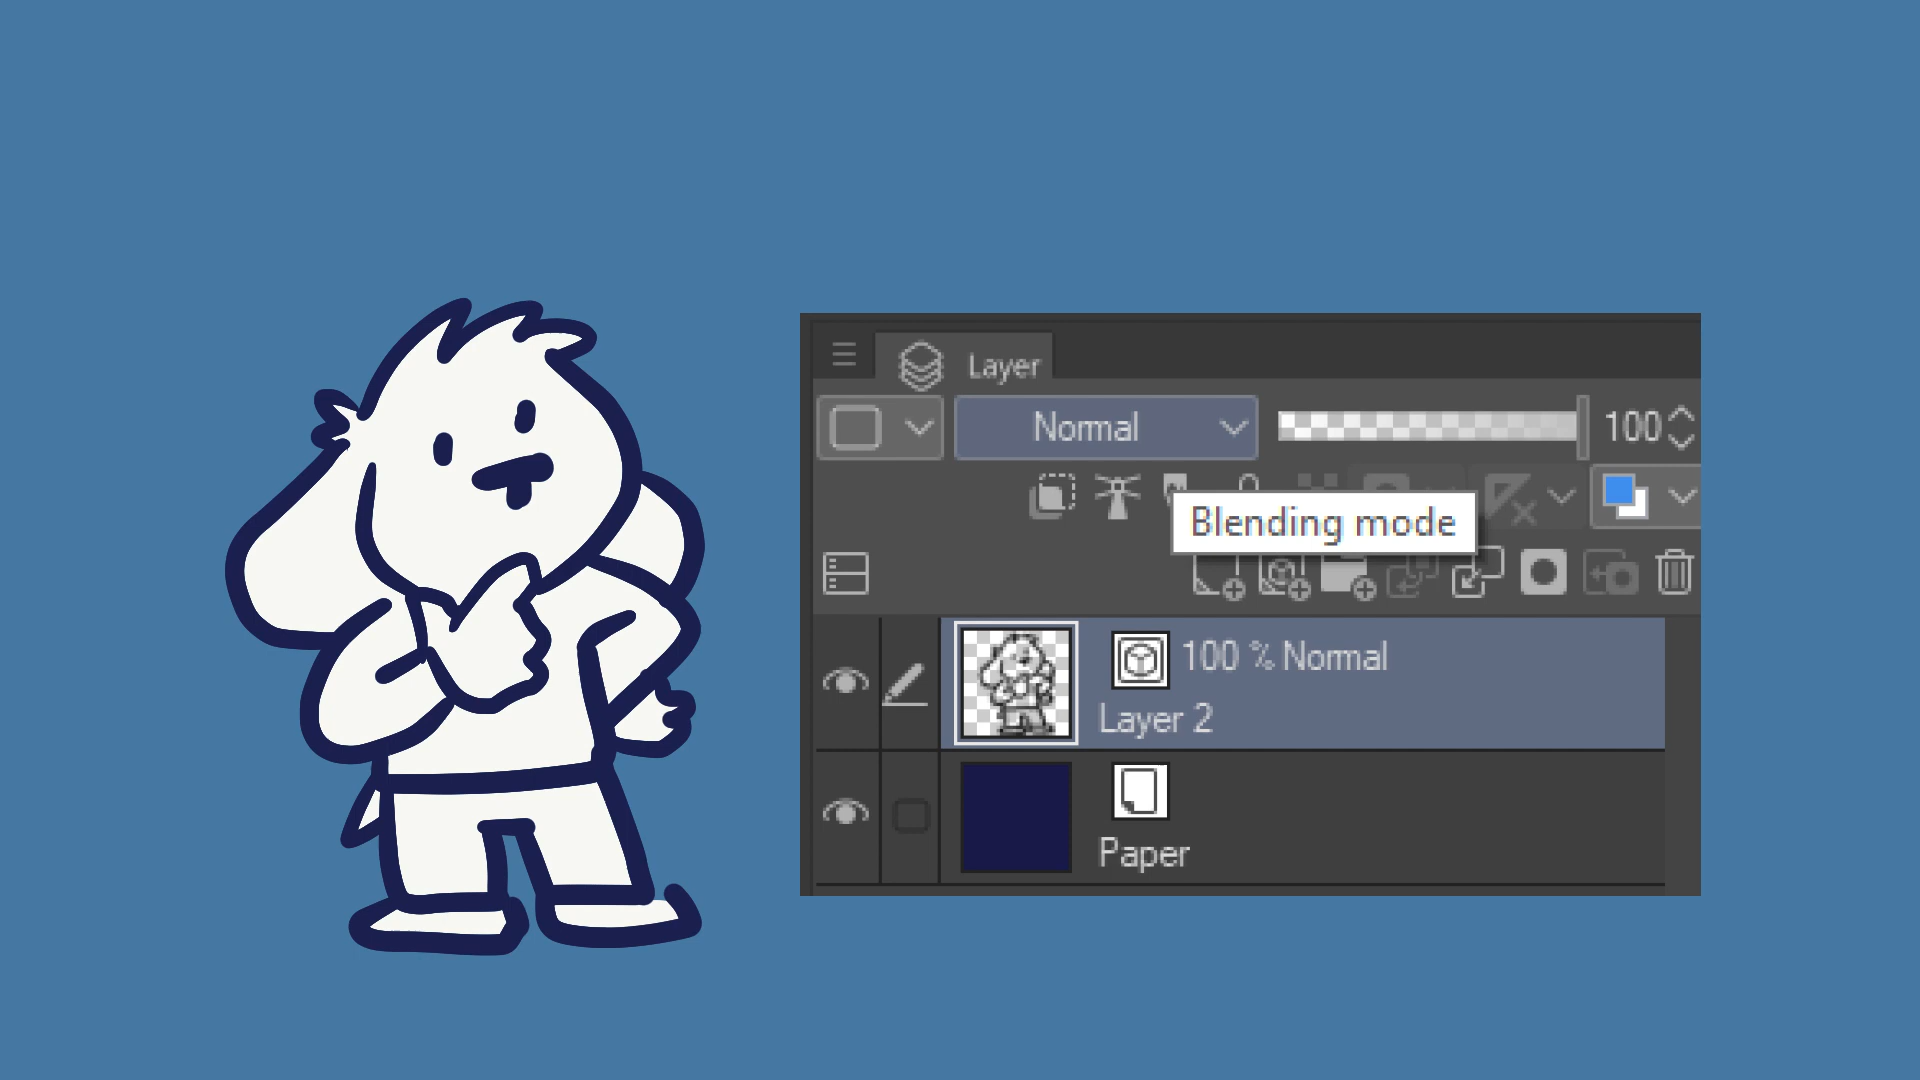 Layer
Normal
100
Blending mode
100 % Normal
Layer 2
Paper